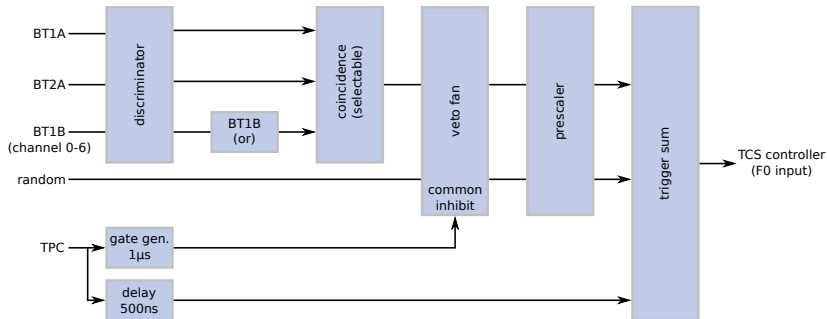 BT1A
BT2A
BT1B
(channel 0-6)
random
TPC
discriminator
BT1B
(or)
coincidence
(selectable)
veto fan
common
inhibit
prescaler
trigger sum
TCS controller
(F0 input)
gate gen.
1µs
delay
500ns